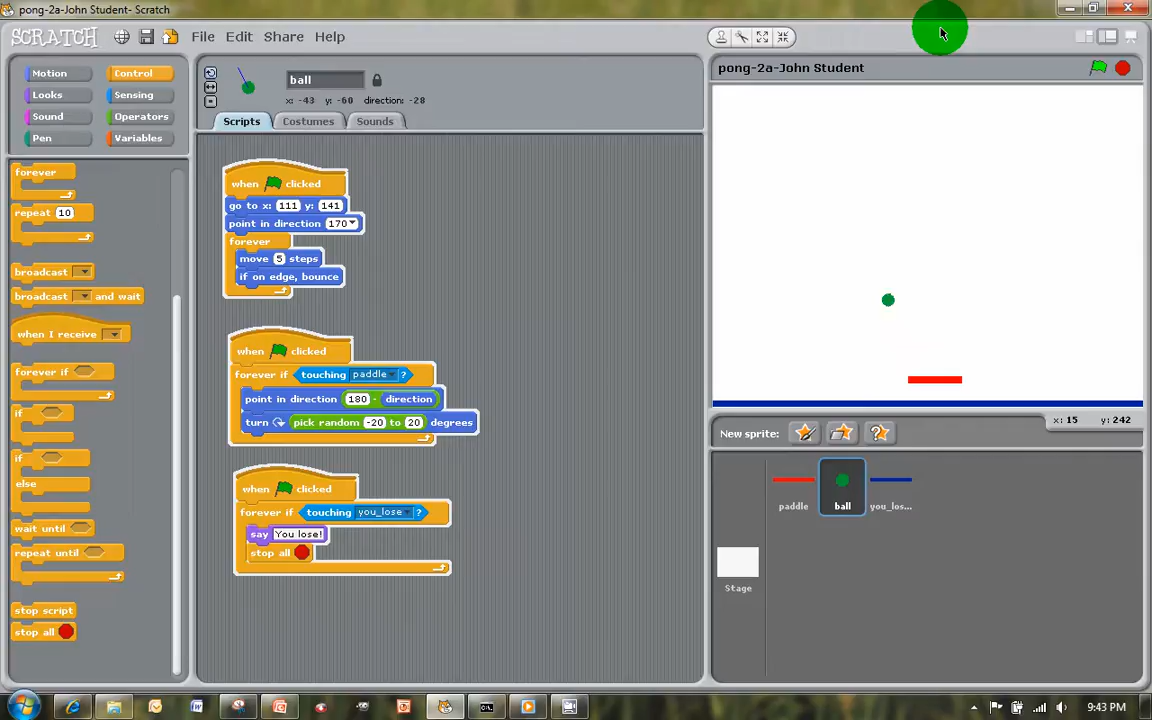 pong-2a-John Student- Scratch
SCRATCH
File Edit Share Help
Motion
Control
Looks
Sensing
Sound
Operators
Pen
Variables
forever
repeat 10
broadcast
broadcast and wait
when I receive
forever if
if
if
else
wait until
repeat until
stop script
stop all
ball
x: -43 y: -60 direction: -28
Scripts
Costumes
Sounds
when clicked
go to x: 111 y: 141
point in direction 170
forever
move 5 steps
if on edge, bounce
when clicked
forever if touching paddle ?
point in direction 180 - direction
turn pick random -20 to 20 degrees
when clicked
forever if touching you_lose ?
say You lose!
stop all
pong-2a-John Student
x: 15 y: 242
New sprite:
paddle
ball
you_los...
Stage
9:43 PM